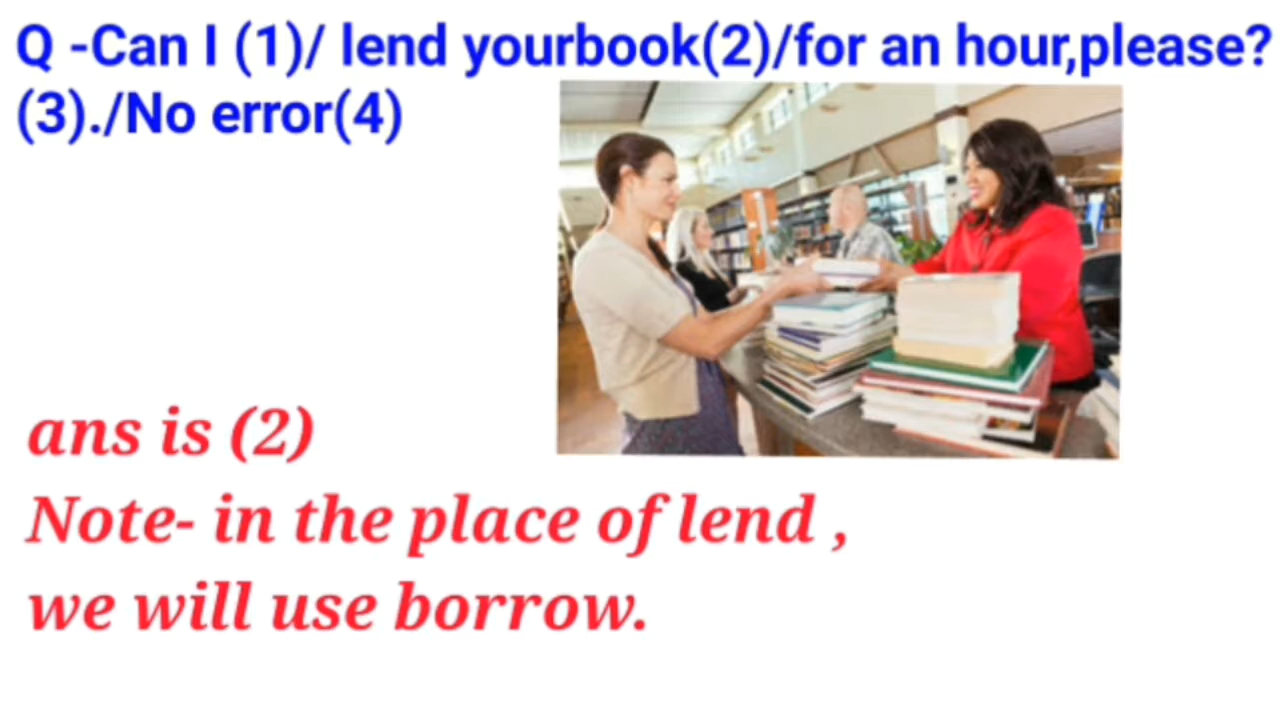 Q -Can I (1)/ lend yourbook(2)/for an hour,please?
(3)./No error(4)
ans is (2)
Note- in the place of lend ,
we will use borrow.